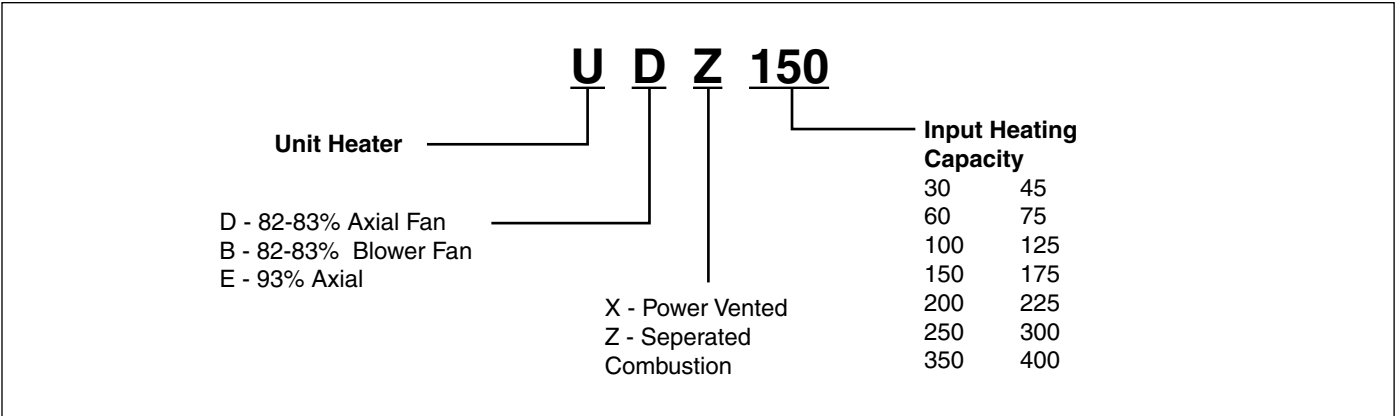 U D Z 150
Unit Heater
D - 82-83% Axial Fan
B - 82-83% Blower Fan
E - 93% Axial
X - Power Vented
Z - Seperated
Combustion
Input Heating
Capacity
30 45
60 75
100 125
150 175
200 225
250 300
350 400